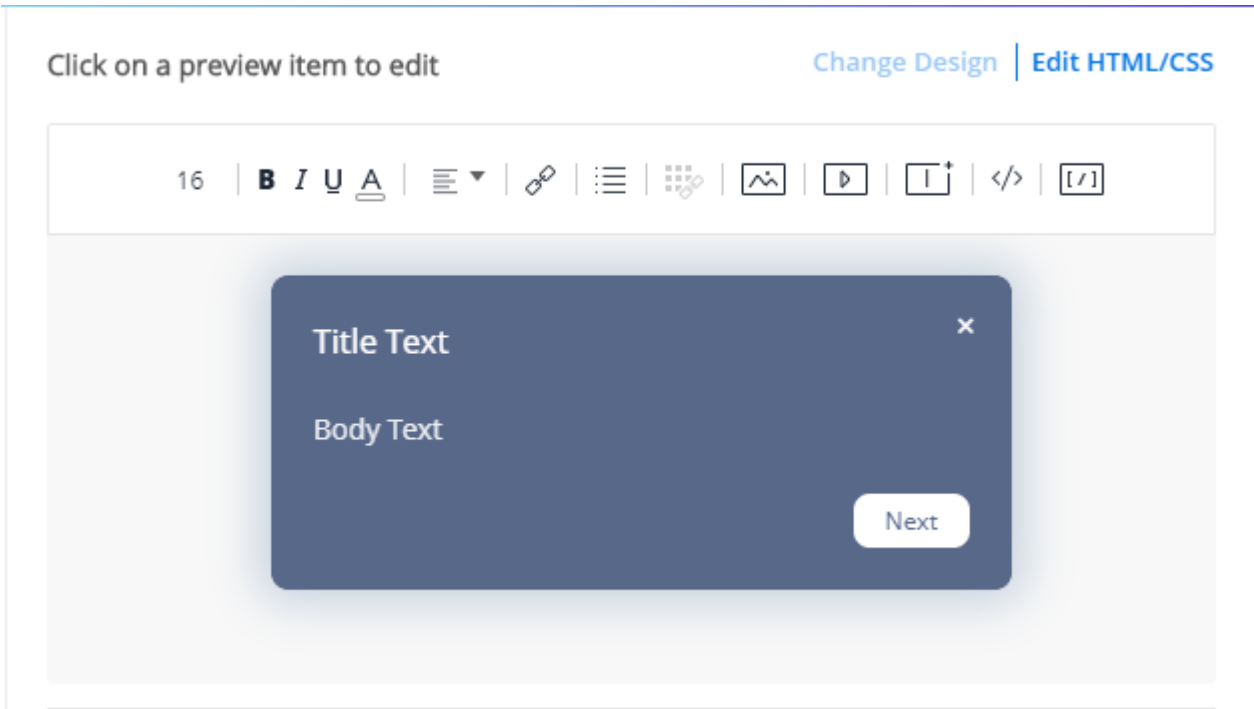 Click on a preview item to edit
Change Design | Edit HTML/CSS
16 B I U A </> [/]
Title Text ×
Body Text
Next